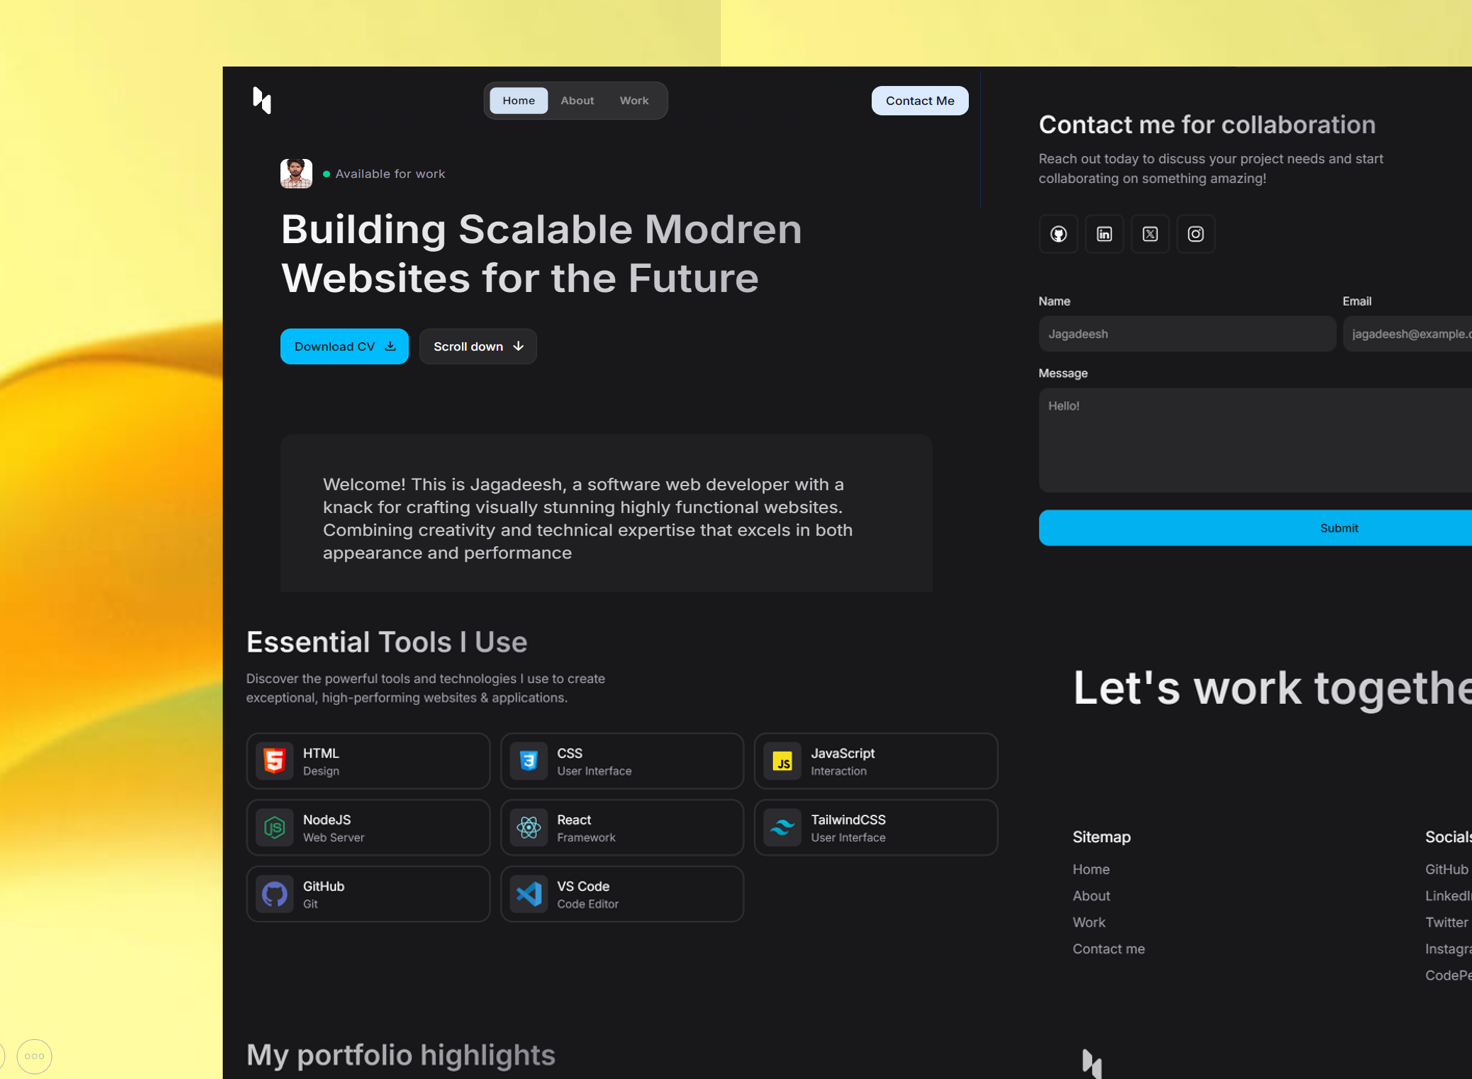 Home About Work
Contact Me
Available for work
Building Scalable Modren
Websites for the Future
Download CV
Scroll down
Welcome! This is Jagadeesh, a software web developer with a
knack for crafting visually stunning highly functional websites.
Combining creativity and technical expertise that excels in both
appearance and performance
Essential Tools I Use
Discover the powerful tools and technologies I use to create
exceptional, high-performing websites & applications.
HTML
Design
CSS
User Interface
JS
JavaScript
Interaction
NodeJS
Web Server
React
Framework
TailwindCSS
User Interface
GitHub
Git
VS Code
Code Editor
My portfolio highlights
Contact me for collaboration
Reach out today to discuss your project needs and start
collaborating on something amazing!
Name
Jagadeesh
Email
jagadeesh@example.c
Message
Hello!
Submit
Let's work togethe
Sitemap
Home
About
Work
Contact me
Socials
GitHub
LinkedI
Twitter
Instagra
CodePe